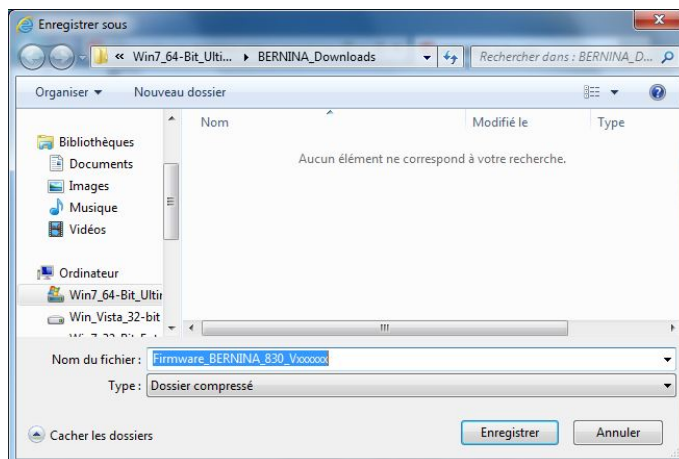 Enregistrer sous
« Win7_64-Bit_Ulti... ▸ BERNINA_Downloads
Rechercher dans : BERNINA_D...
Organiser
Nouveau dossier
Nom
Modifié le
Type
Aucun élément ne correspond à votre recherche.
Bibliothèques
Documents
Images
Musique
Vidéos
Ordinateur
Win7_64-Bit_Ultir
Win_Vista_32-bit
Nom du fichier :
Firmware_BERNINA_830_Vxxxxxx
Type :
Dossier compressé
Cacher les dossiers
Enregistrer
Annuler